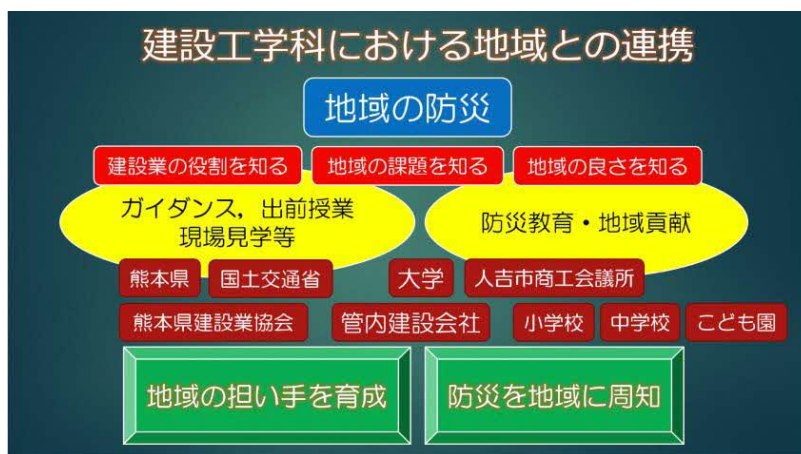 建設工学科における地域との連携
地域の防災
建設業の役割を知る
地域の課題を知る
地域の良さを知る
ガイダンス，出前授業
現場見学等
防災教育・地域貢献
熊本県
国土交通省
大学
人吉市商工会議所
熊本県建設業協会
管内建設会社
小学校
中学校
こども園
地域の担い手を育成
防災を地域に周知